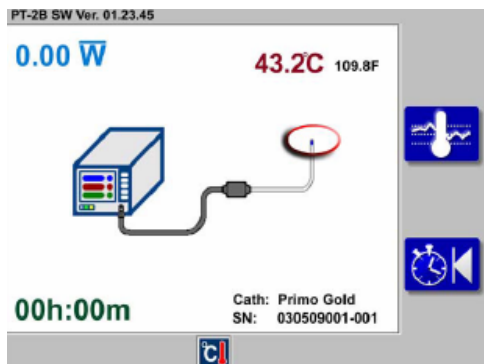 PT-2B SW Ver. 01.23.45
0.00 W
43.2°C 109.8F
00h:00m
Cath: Primo Gold
SN: 030509001-001
°C